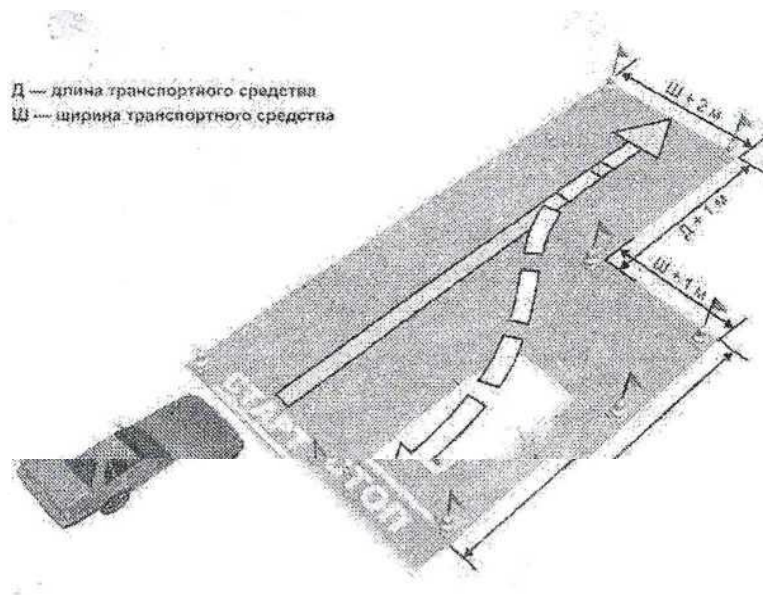 Д — длина транспортного средства
Ш — ширина транспортного средства
Ш + 2 м
Д + 1 м
Ш + 1 м
СТАРТ
СТОП